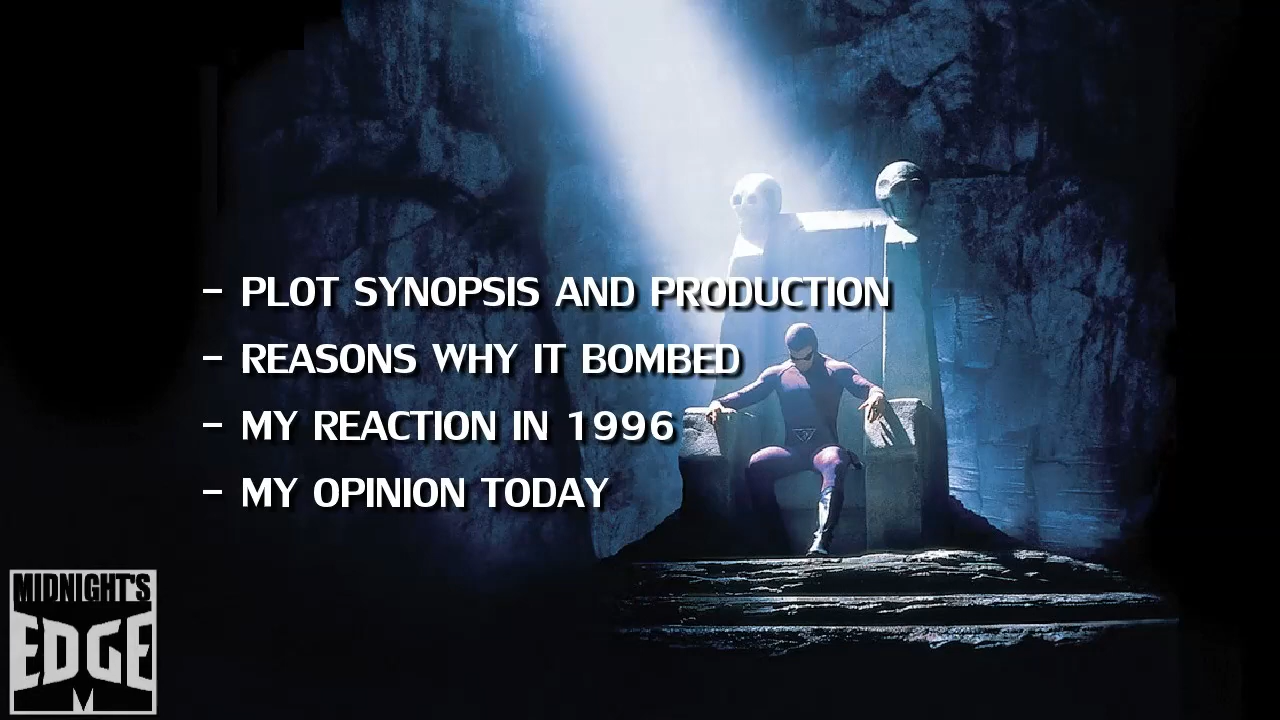 - PLOT SYNOPSIS AND PRODUCTION
- REASONS WHY IT BOMBED
- MY REACTION IN 1996
- MY OPINION TODAY
MIDNIGHT'S
EDGE
M